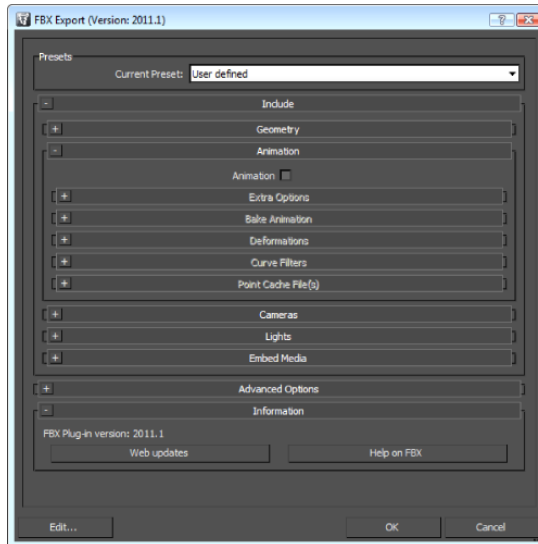 FBX Export (Version: 2011.1)
Presets
Current Preset: User defined
- Include
+ Geometry
- Animation
Animation
+ Extra Options
+ Bake Animation
+ Deformations
+ Curve Filters
+ Point Cache File(s)
+ Cameras
+ Lights
+ Embed Media
+ Advanced Options
- Information
FBX Plug-in version: 2011.1
Web updates Help on FBX
Edit... OK Cancel